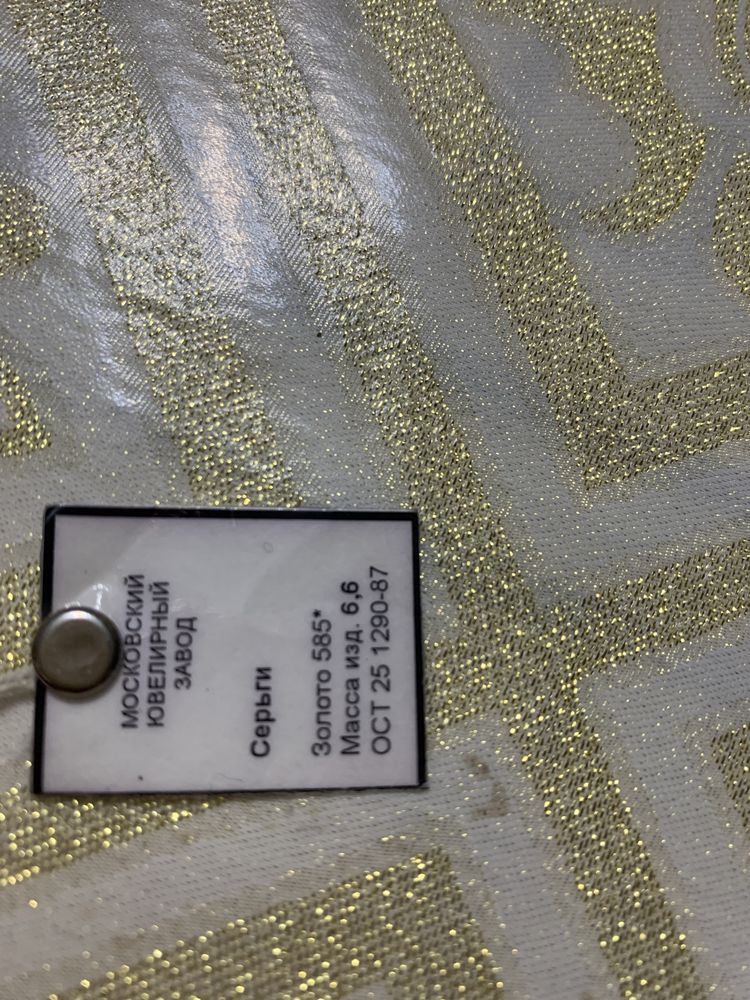 МОСКОВСКИЙ
ЮВЕЛИРНЫЙ
ЗАВОД
Серьги
Золото 585*
Масса изд. 6,6
ОСТ 25 1290-87